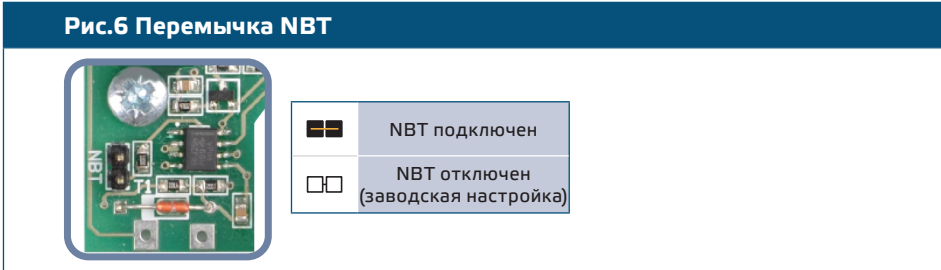 Рис.6 Перемычка NBT
NBT
T1
NBT подключен
NBT отключен
(заводская настройка)